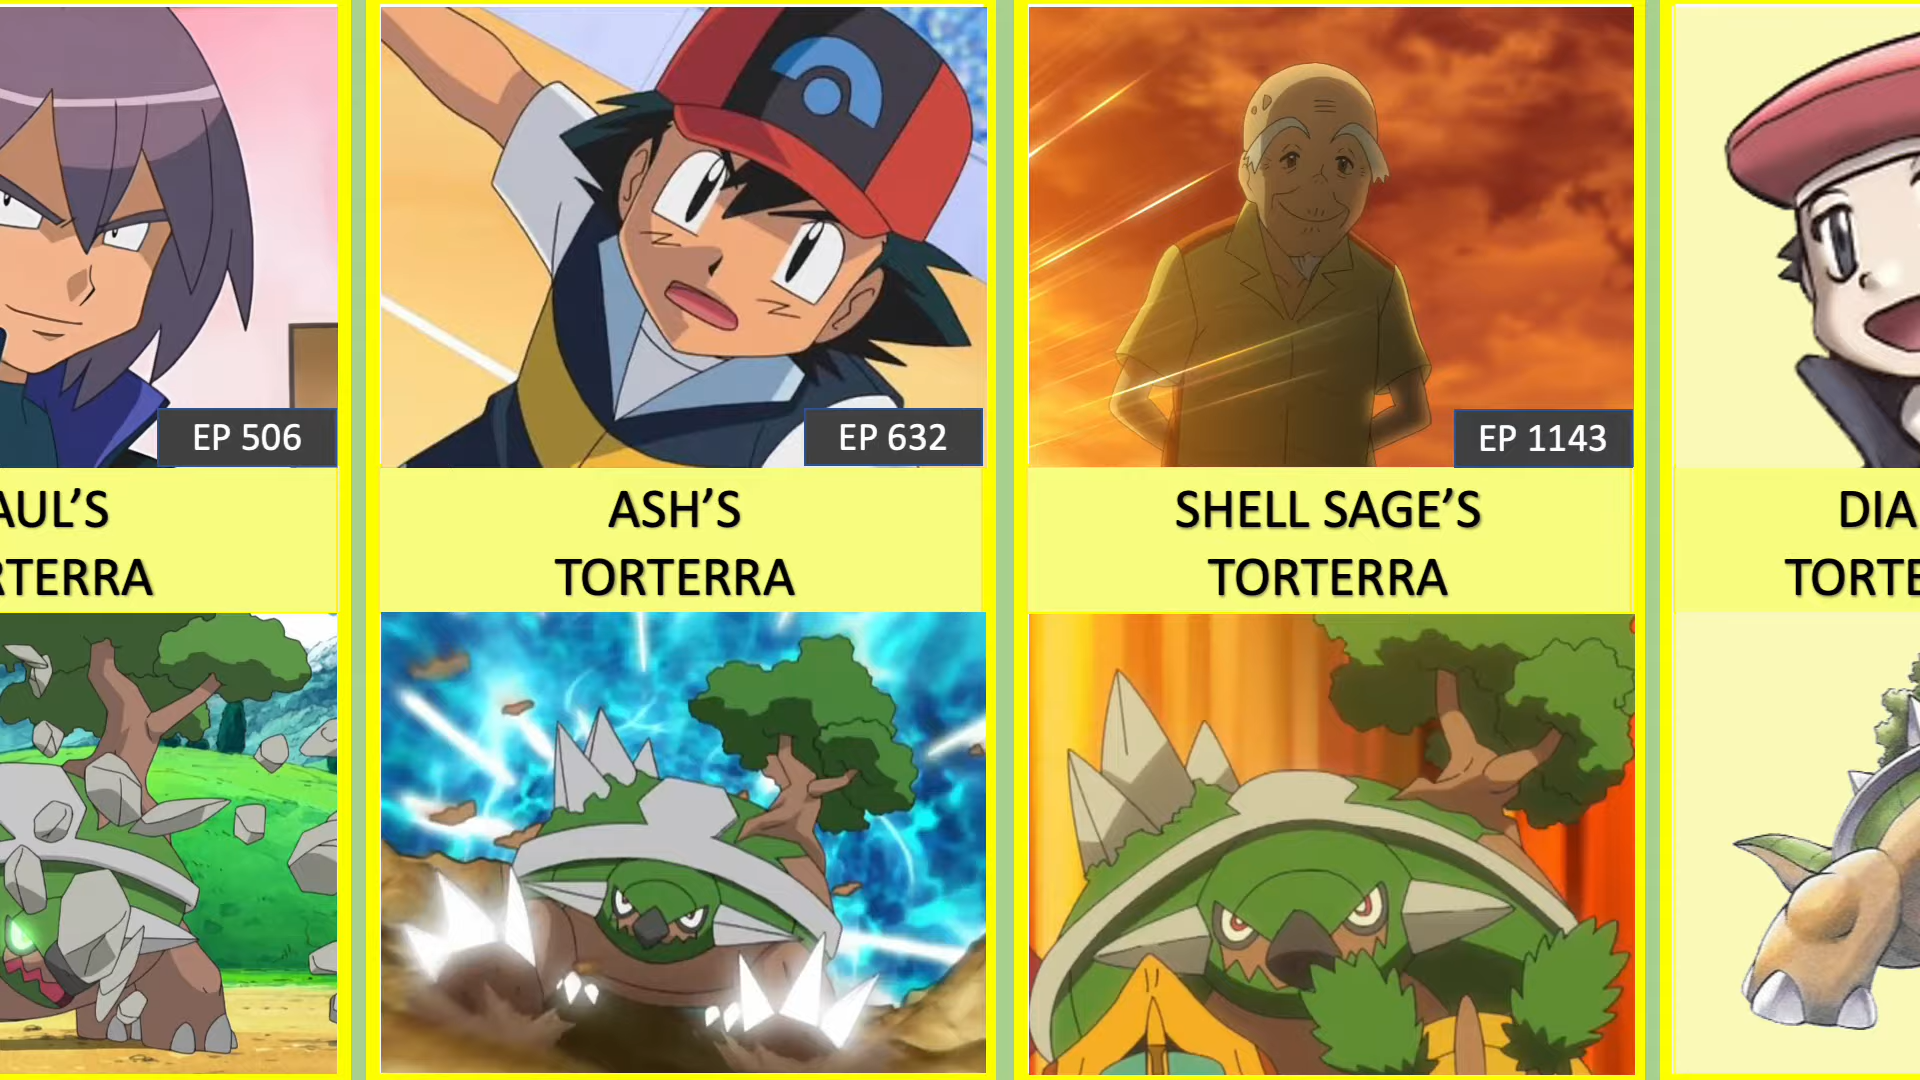 EP 506
AUL'S
RTERRA
EP 632
ASH'S
TORTERRA
EP 1143
SHELL SAGE'S
TORTERRA
DIA
TORTE